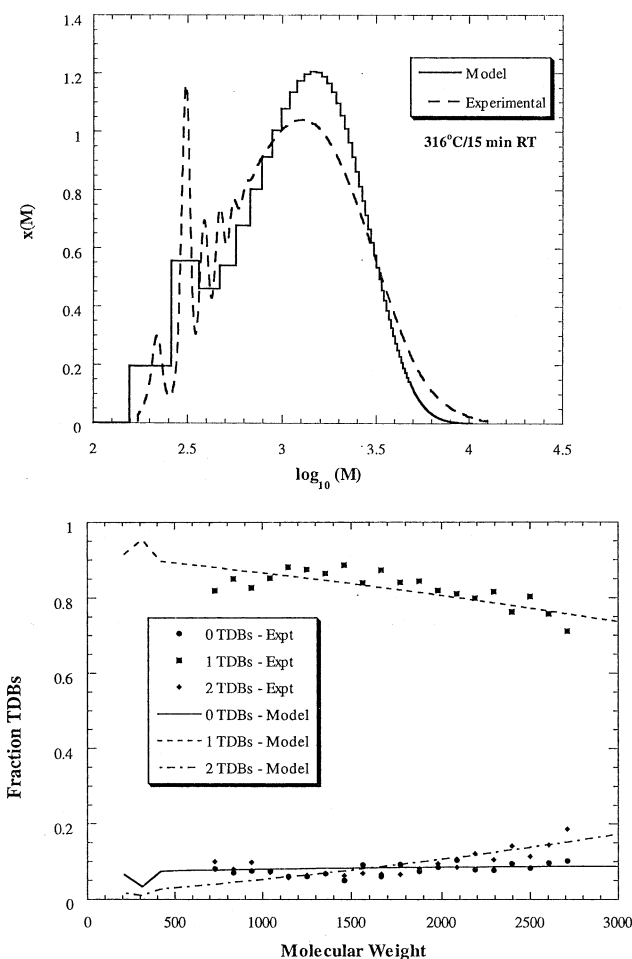 1.4
1.2
1
0.8
0.6
0.4
0.2
0
x(M)
Model
Experimental
316°C/15 min RT
2 2.5 3 3.5 4 4.5
log10 (M)
1
0.8
0.6
0.4
0.2
0
Fraction TDBs
0 TDBs - Expt
1 TDBs - Expt
2 TDBs - Expt
0 TDBs - Model
1 TDBs - Model
2 TDBs - Model
0 500 1000 1500 2000 2500 3000
Molecular Weight